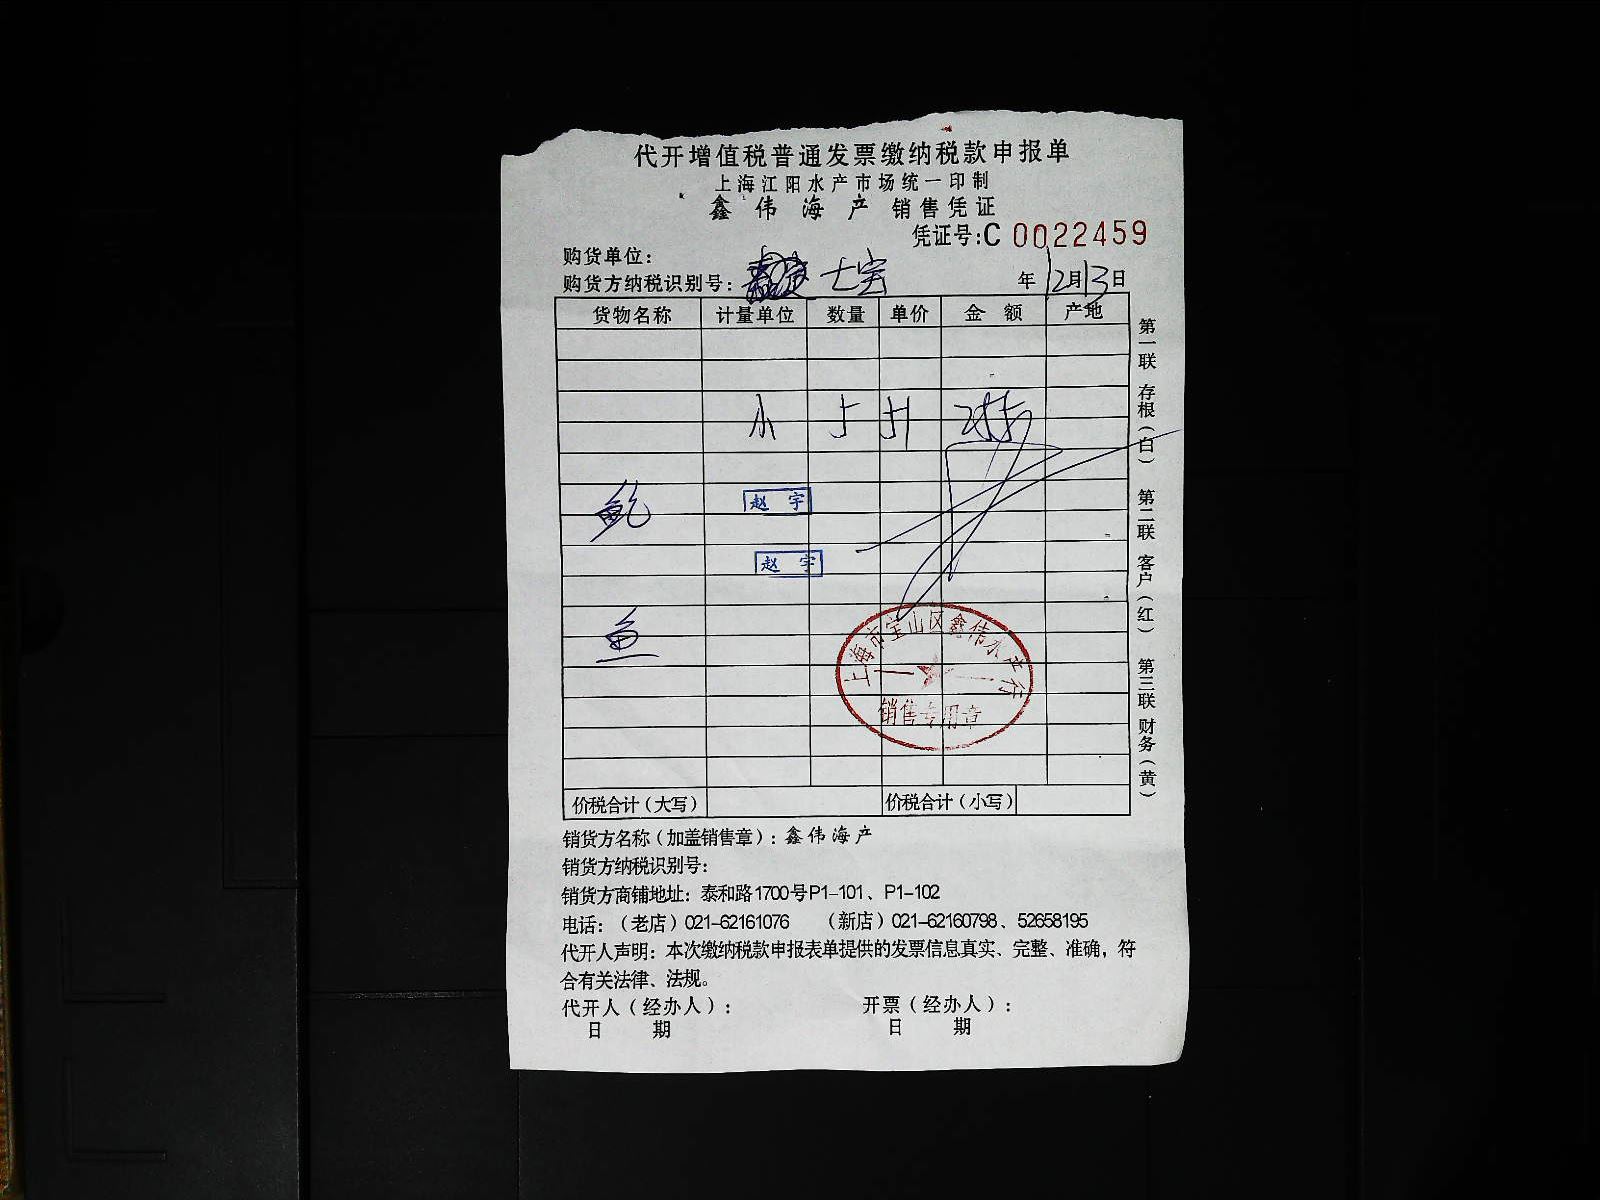 代开增值税普通发票缴纳税款申报单
上海江阳水产市场统一印制
鑫伟海产 销售凭证
凭证号:C 0022459
购货单位:
购货方纳税识别号: 七宝 年12月13日
货物名称 计量单位 数量 单价 金额 产地
小
鲍
赵宇
赵宇
鱼
上海市宝山区鑫伟水产行
销售专用章
价税合计(大写) 价税合计(小写)
第一联 存根(白) 第二联 客户(红) 第三联 财务(黄)
销货方名称(加盖销售章): 鑫伟海产
销货方纳税识别号:
销货方商铺地址: 泰和路1700号P1-101、P1-102
电话:(老店)021-62161076 (新店)021-62160798、52658195
代开人声明: 本次缴纳税款申报表单提供的发票信息真实、完整、准确,符
合有关法律、法规。
代开人(经办人): 开票(经办人):
日期 日期